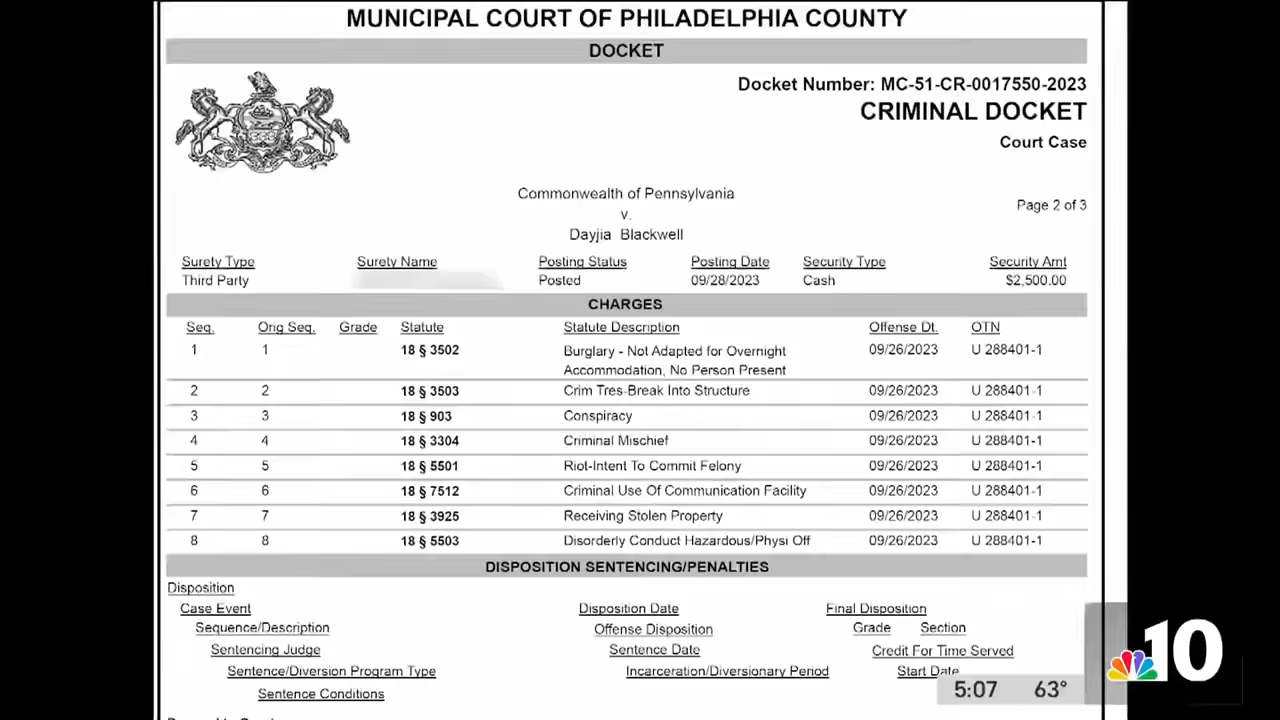 MUNICIPAL COURT OF PHILADELPHIA COUNTY
DOCKET
Docket Number: MC-51-CR-0017550-2023
CRIMINAL DOCKET
Court Case
Commonwealth of Pennsylvania
Page 2 of 3
v.
Dayjia Blackwell
Surety Type Surety Name Posting Status Posting Date Security Type Security Amt
Third Party Posted 09/28/2023 Cash $2,500.00
CHARGES
Seq. Orig Seq. Grade Statute Statute Description Offense Dt. OTN
1 1 18 § 3502 Burglary - Not Adapted for Overnight 09/26/2023 U 288401-1
Accommodation, No Person Present
2 2 18 § 3503 Crim Tres-Break Into Structure 09/26/2023 U 288401-1
3 3 18 § 903 Conspiracy 09/26/2023 U 288401-1
4 4 18 § 3304 Criminal Mischief 09/26/2023 U 288401-1
5 5 18 § 5501 Riot-Intent To Commit Felony 09/26/2023 U 288401-1
6 6 18 § 7512 Criminal Use Of Communication Facility 09/26/2023 U 288401-1
7 7 18 § 3925 Receiving Stolen Property 09/26/2023 U 288401-1
8 8 18 § 5503 Disorderly Conduct Hazardous/Physi Off 09/26/2023 U 288401-1
DISPOSITION SENTENCING/PENALTIES
Disposition
Case Event Disposition Date Final Disposition
Sequence/Description Offense Disposition Grade Section
Sentencing Judge Sentence Date Credit For Time Served
Sentence/Diversion Program Type Incarceration/Diversionary Period Start Date
Sentence Conditions
10
5:07 63°